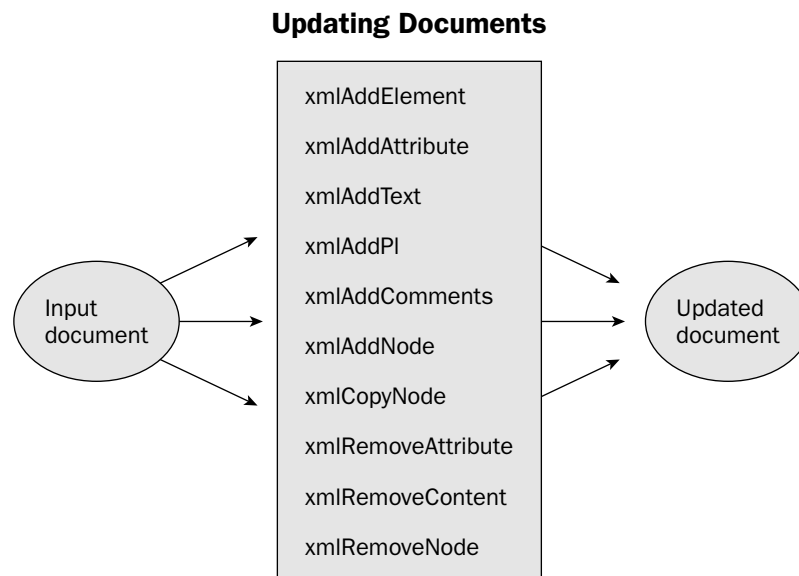 Updating Documents
xmlAddElement
xmlAddAttribute
xmlAddText
xmlAddPI
xmlAddComments
xmlAddNode
xmlCopyNode
xmlRemoveAttribute
xmlRemoveContent
xmlRemoveNode
Input
document
Updated
document